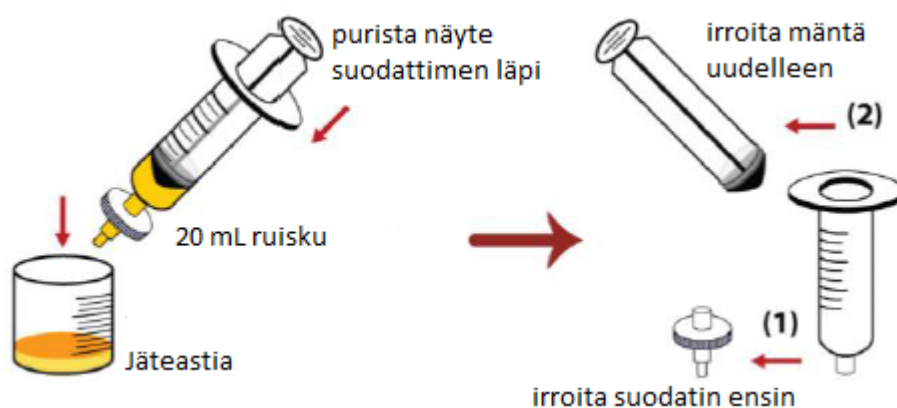 purista näyte
suodattimen läpi
20 mL ruisku
Jäteastia
irroita mäntä
uudelleen
(2)
(1)
irroita suodatin ensin